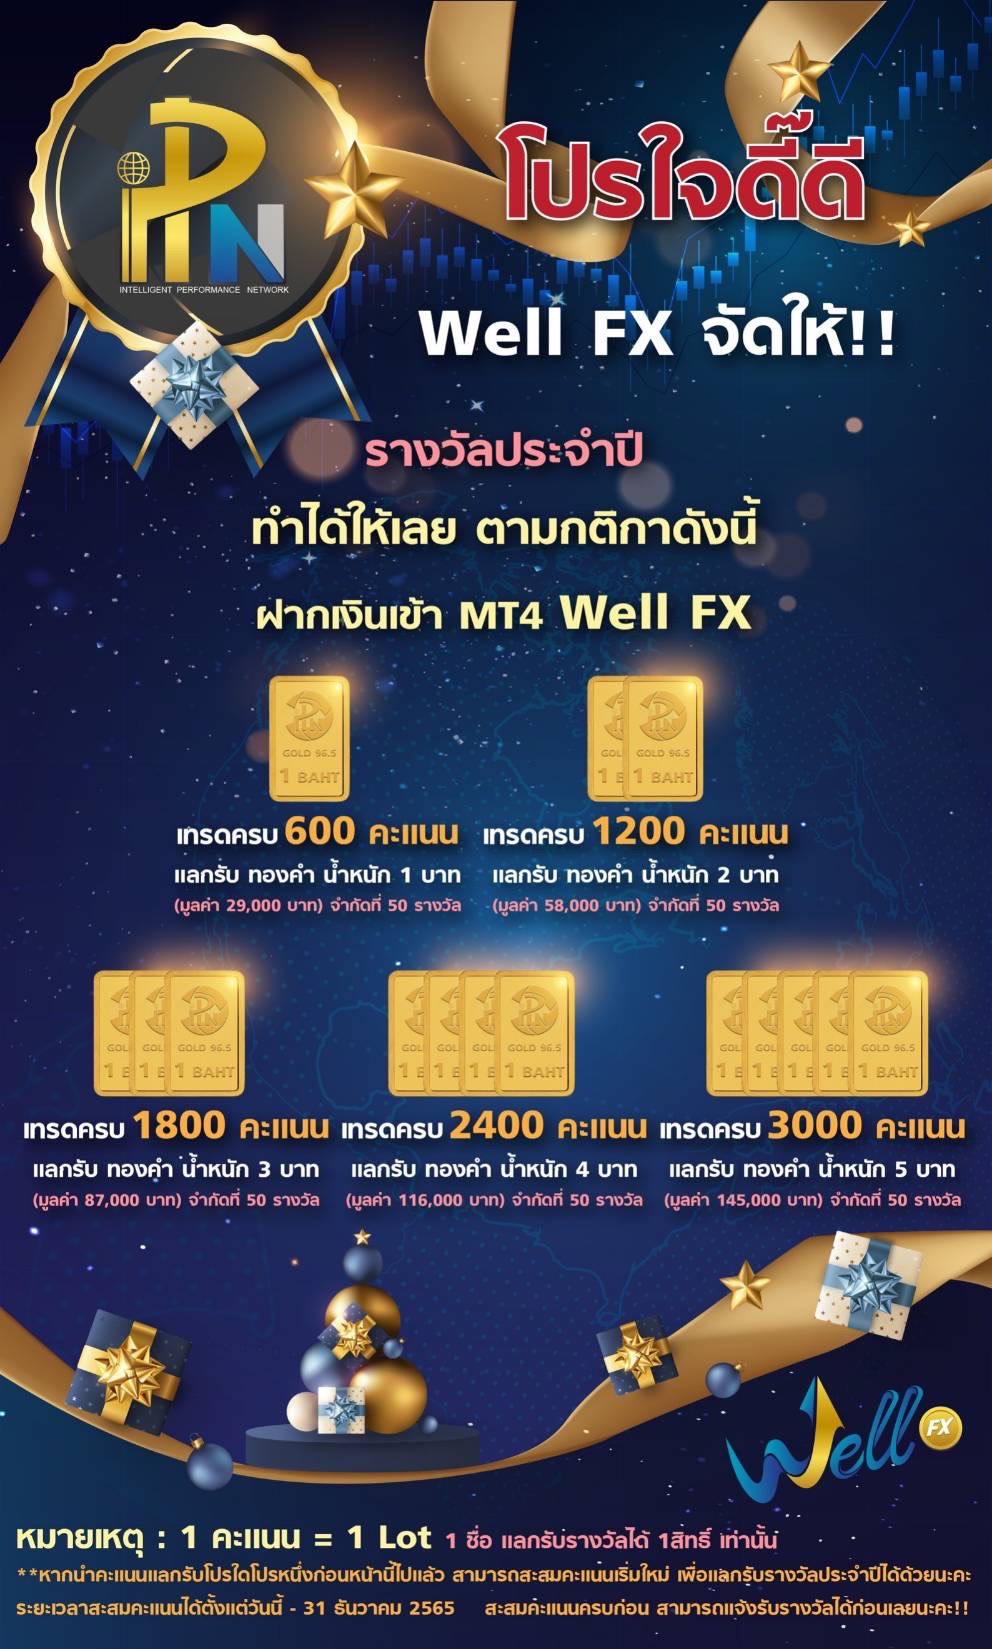 iPN
INTELLIGENT PERFORMANCE NETWORK
โปรใจดี๊ดี
Well FX จัดให้!!
รางวัลประจำปี
ทำได้ให้เลย ตามกติกาดังนี้
ฝากเงินเข้า MT4 Well FX
GOLD 96.5
1 BAHT
GOL GOLD 96.5
1 B 1 BAHT
เทรดครบ 600 คะแนน เทรดครบ 1200 คะแนน
แลกรับ ทองคำ น้ำหนัก 1 บาท แลกรับ ทองคำ น้ำหนัก 2 บาท
(มูลค่า 29,000 บาท) จำกัดที่ 50 รางวัล (มูลค่า 58,000 บาท) จำกัดที่ 50 รางวัล
GOL GOL GOLD 96.5 GOL GOL GOL GOLD 96.5 GOL GOL GOL GOL GOLD 96.5
1 B 1 B 1 BAHT 1 B 1 B 1 B 1 BAHT 1 B 1 B 1 B 1 B 1 BAHT
เทรดครบ 1800 คะแนน เทรดครบ 2400 คะแนน เทรดครบ 3000 คะแนน
แลกรับ ทองคำ น้ำหนัก 3 บาท แลกรับ ทองคำ น้ำหนัก 4 บาท แลกรับ ทองคำ น้ำหนัก 5 บาท
(มูลค่า 87,000 บาท) จำกัดที่ 50 รางวัล (มูลค่า 116,000 บาท) จำกัดที่ 50 รางวัล (มูลค่า 145,000 บาท) จำกัดที่ 50 รางวัล
Well FX
หมายเหตุ : 1 คะแนน = 1 Lot 1 ชื่อ แลกรับรางวัลได้ 1สิทธิ์ เท่านั้น
**หากนำคะแนนแลกรับโปรใดโปรหนึ่งก่อนหน้านี้ไปแล้ว สามารถสะสมคะแนนเริ่มใหม่ เพื่อแลกรับรางวัลประจำปีได้ด้วยนะคะ
ระยะเวลาสะสมคะแนนได้ตั้งแต่วันนี้ - 31 ธันวาคม 2565 สะสมคะแนนครบก่อน สามารถแจ้งรับรางวัลได้ก่อนเลยนะคะ!!